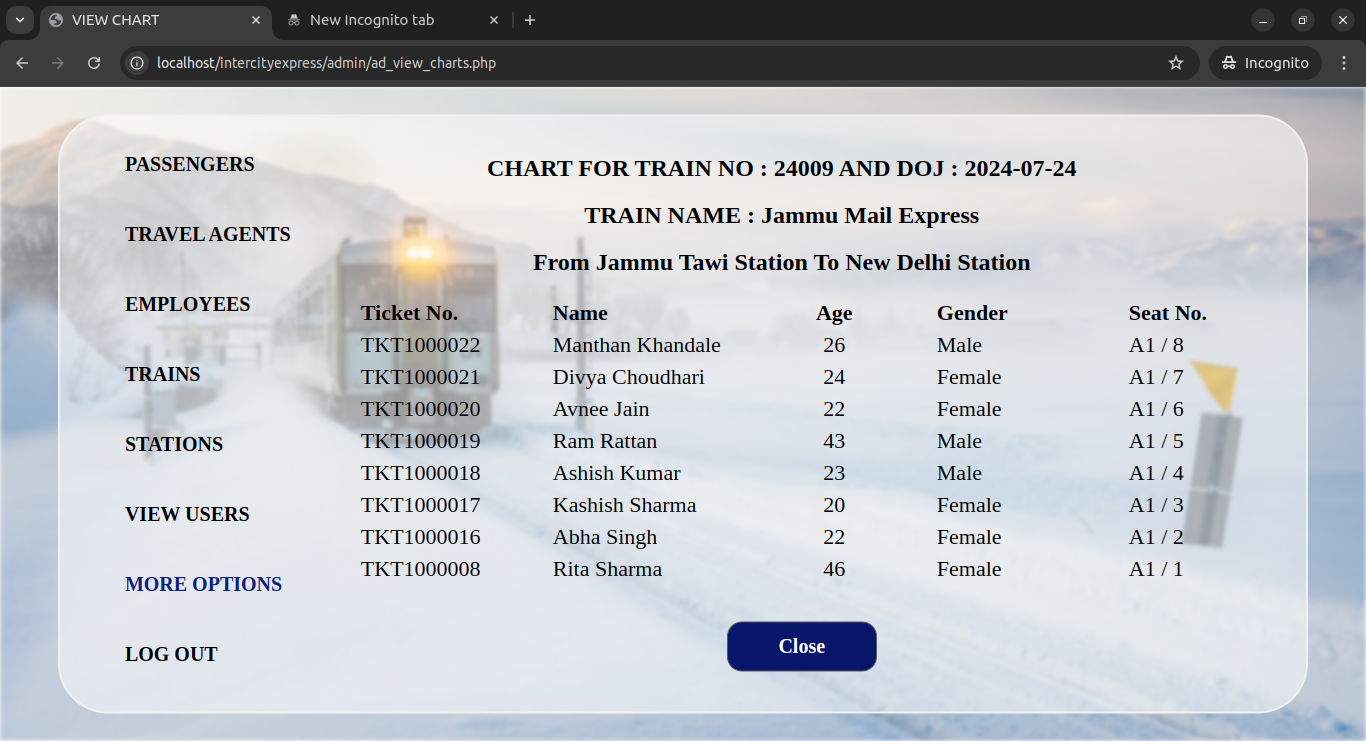 VIEW CHART
New Incognito tab
localhost/intercityexpress/admin/ad_view_charts.php
Incognito
PASSENGERS
TRAVEL AGENTS
EMPLOYEES
TRAINS
STATIONS
VIEW USERS
MORE OPTIONS
LOG OUT
CHART FOR TRAIN NO : 24009 AND DOJ : 2024-07-24
TRAIN NAME : Jammu Mail Express
From Jammu Tawi Station To New Delhi Station
Ticket No. Name Age Gender Seat No.
TKT1000022 Manthan Khandale 26 Male A1 / 8
TKT1000021 Divya Choudhari 24 Female A1 / 7
TKT1000020 Avnee Jain 22 Female A1 / 6
TKT1000019 Ram Rattan 43 Male A1 / 5
TKT1000018 Ashish Kumar 23 Male A1 / 4
TKT1000017 Kashish Sharma 20 Female A1 / 3
TKT1000016 Abha Singh 22 Female A1 / 2
TKT1000008 Rita Sharma 46 Female A1 / 1
Close